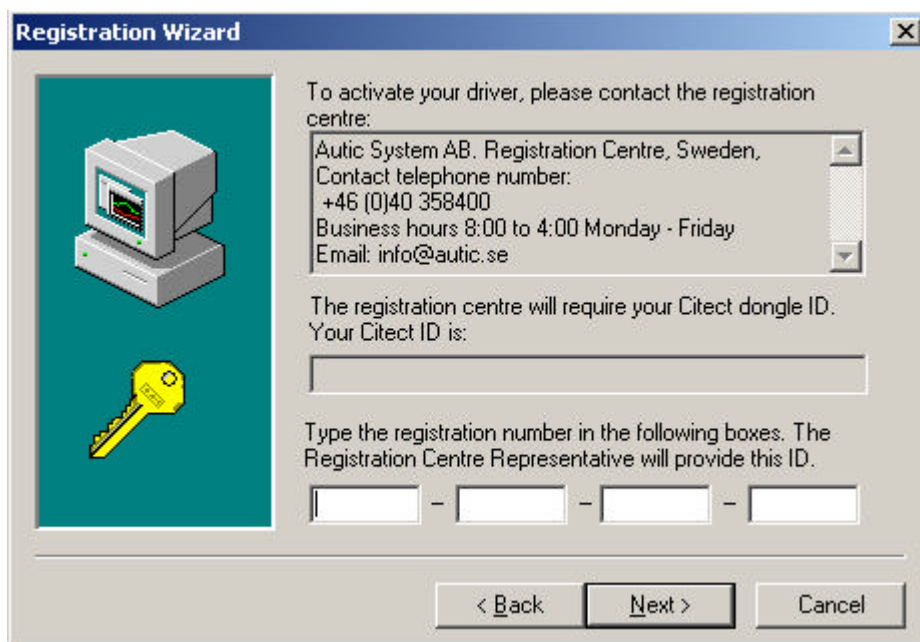 Registration Wizard
To activate your driver, please contact the registration
centre:
Autic System AB. Registration Centre, Sweden,
Contact telephone number:
+46 (0)40 358400
Business hours 8:00 to 4:00 Monday - Friday
Email: info@autic.se
The registration centre will require your Citect dongle ID.
Your Citect ID is:
Type the registration number in the following boxes. The
Registration Centre Representative will provide this ID.
– – –
< Back Next > Cancel